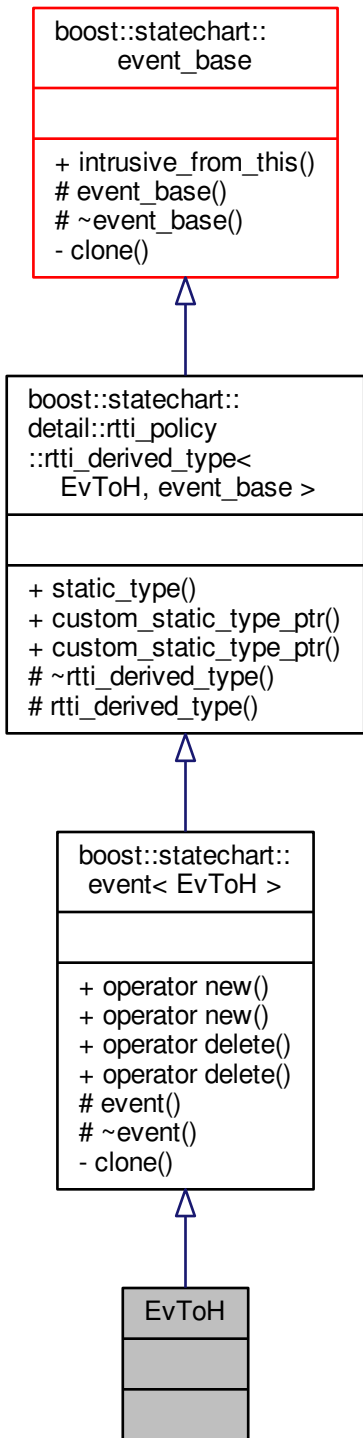 boost::statechart::
event_base
+ intrusive_from_this()
# event_base()
# ~event_base()
- clone()
boost::statechart::
detail::rtti_policy
::rtti_derived_type<
EvToH, event_base >
+ static_type()
+ custom_static_type_ptr()
+ custom_static_type_ptr()
# ~rtti_derived_type()
# rtti_derived_type()
boost::statechart::
event< EvToH >
+ operator new()
+ operator new()
+ operator delete()
+ operator delete()
# event()
# ~event()
- clone()
EvToH